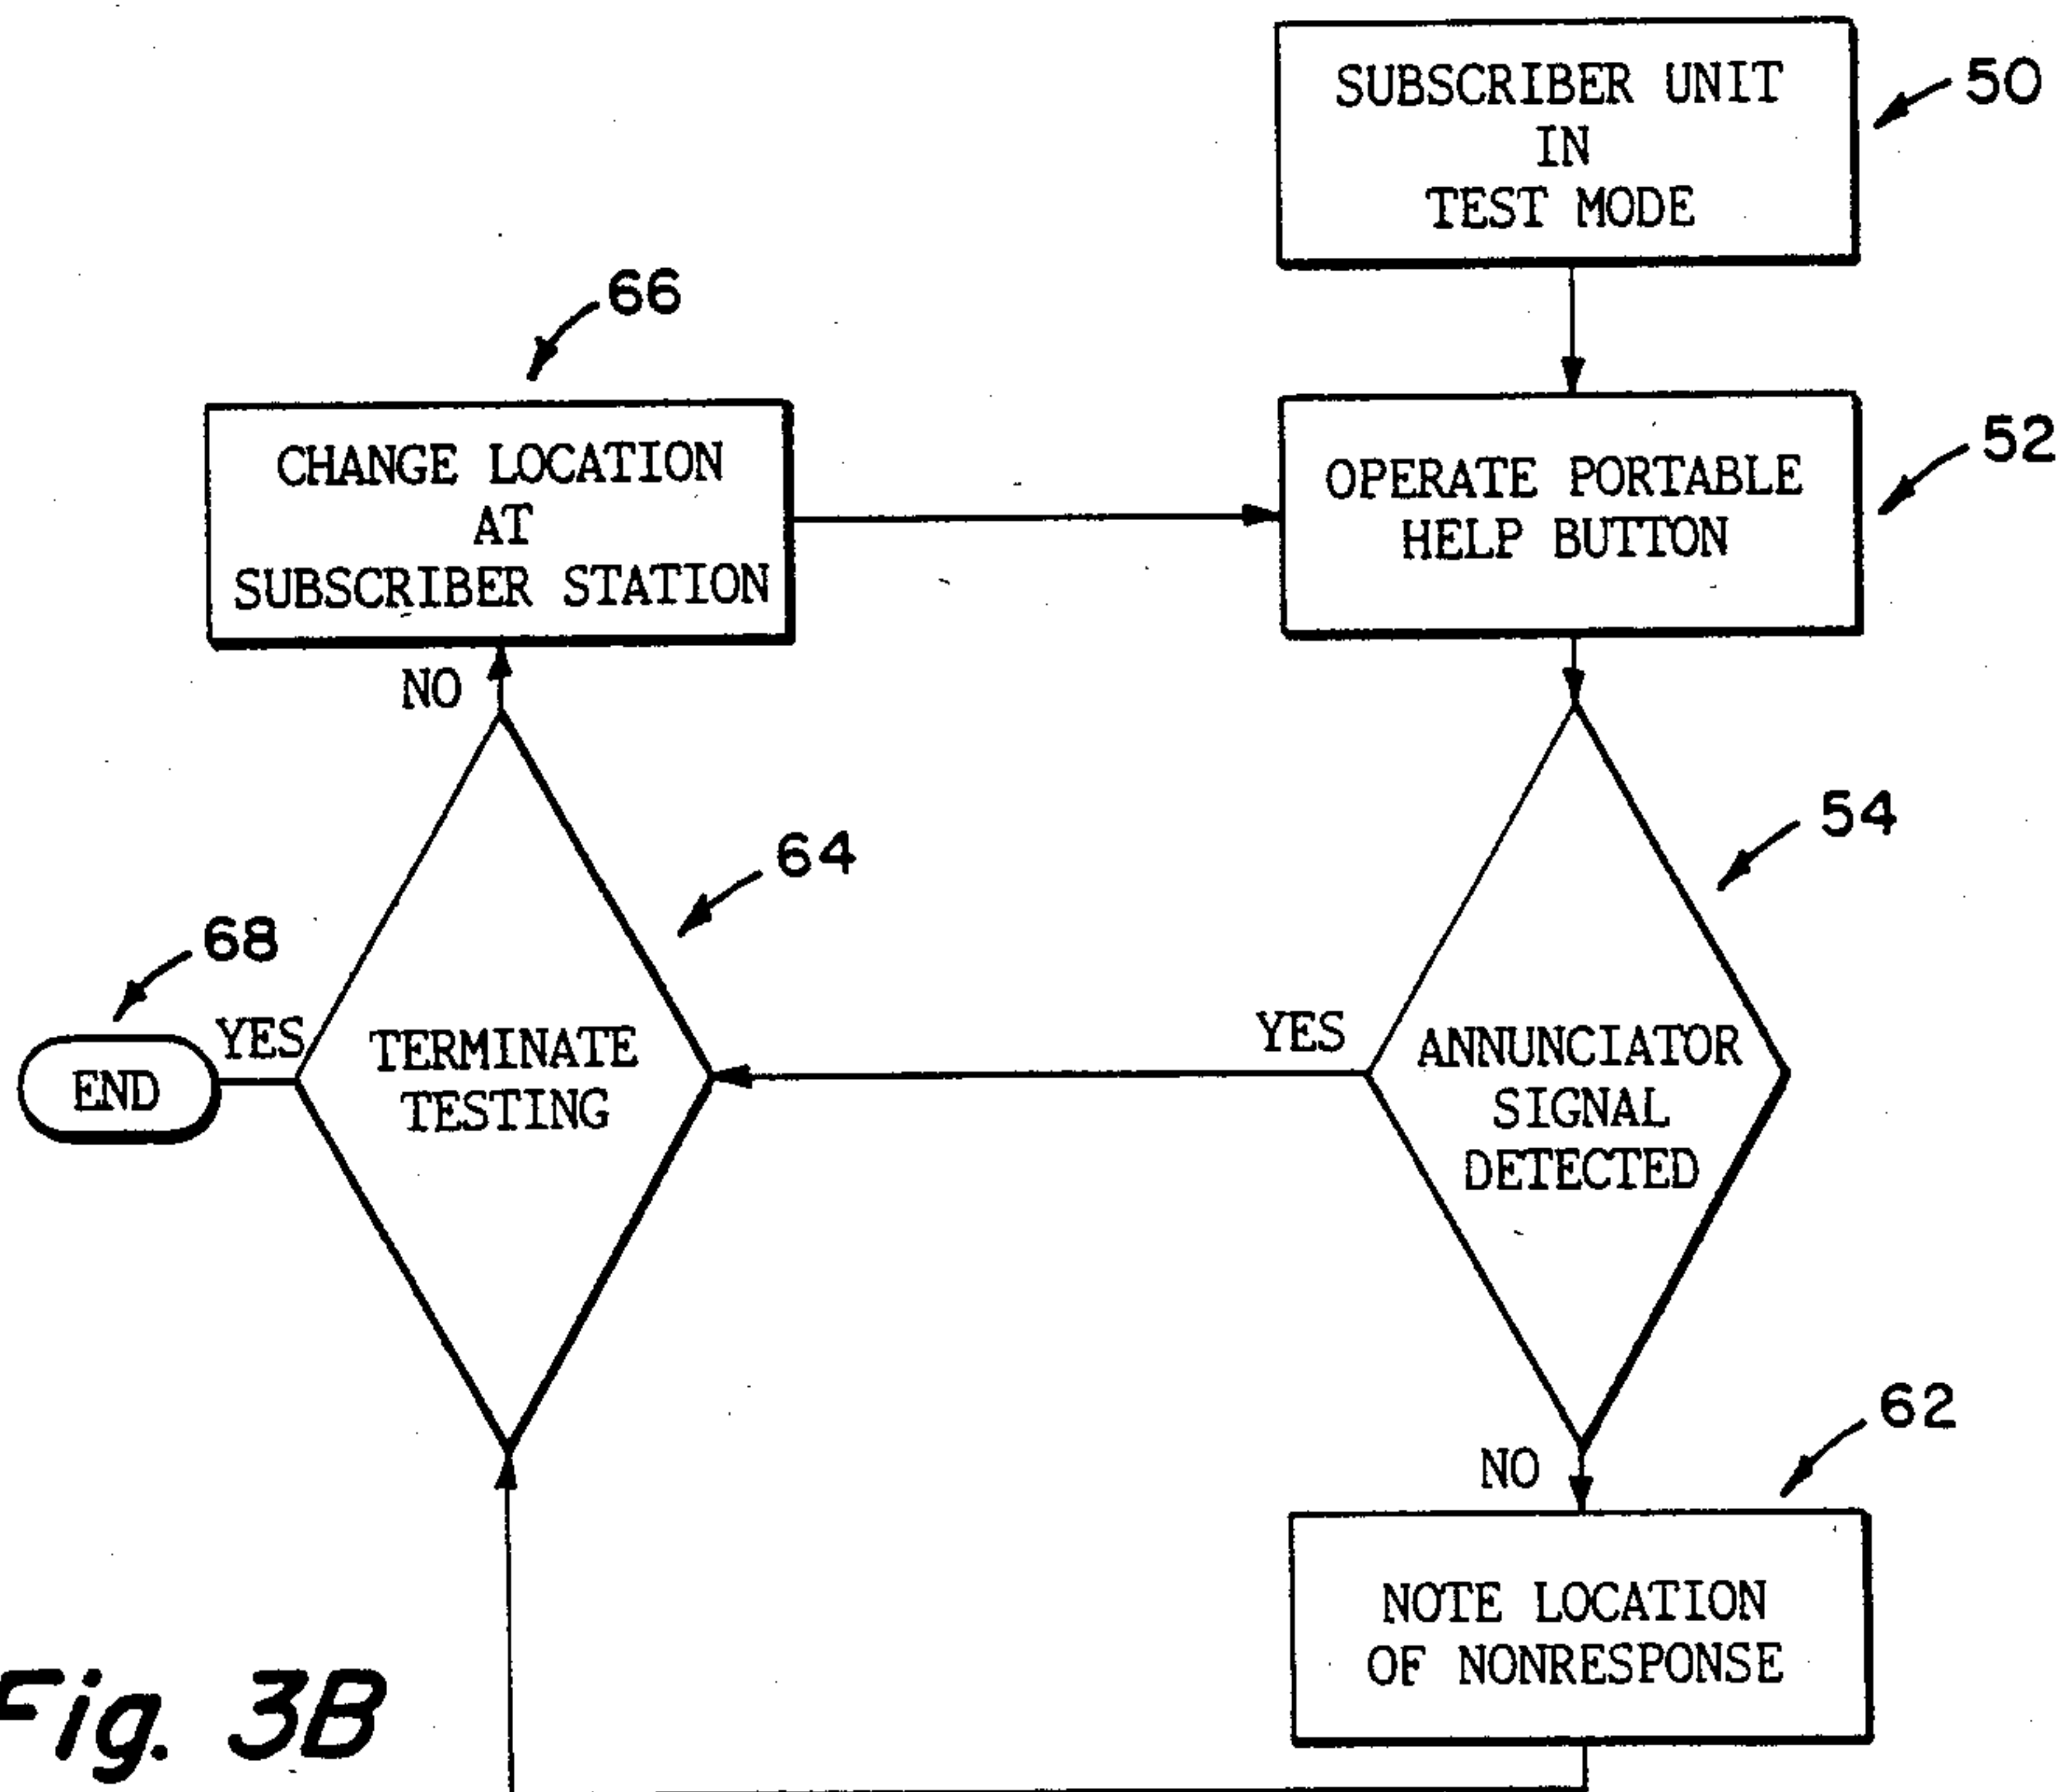 SUBSCRIBER UNIT
IN
TEST MODE
50
66
CHANGE LOCATION
AT
SUBSCRIBER STATION
OPERATE PORTABLE
HELP BUTTON
52
NO
54
64
68
YES
END
TERMINATE
TESTING
YES
ANNUNCIATOR
SIGNAL
DETECTED
NO
62
NOTE LOCATION
OF NONRESPONSE
Fig. 3B